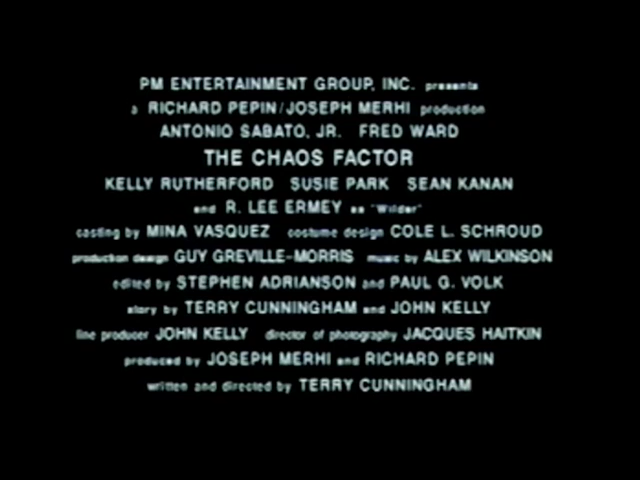 PM ENTERTAINMENT GROUP, INC. presents
a RICHARD PEPIN/JOSEPH MERHI production
ANTONIO SABATO, JR. FRED WARD
THE CHAOS FACTOR
KELLY RUTHERFORD SUSIE PARK SEAN KANAN
and R. LEE ERMEY as "Wilder"
casting by MINA VASQUEZ costume design COLE L. SCHROUD
production design GUY GREVILLE-MORRIS music by ALEX WILKINSON
edited by STEPHEN ADRIANSON and PAUL G. VOLK
story by TERRY CUNNINGHAM and JOHN KELLY
line producer JOHN KELLY director of photography JACQUES HAITKIN
produced by JOSEPH MERHI and RICHARD PEPIN
written and directed by TERRY CUNNINGHAM